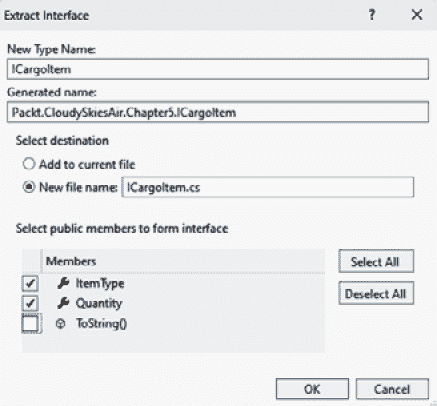 Extract Interface
?
New Type Name:
ICargoItem
Generated name:
Packt.CloudySkiesAir.Chapter5.ICargoItem
Select destination
Add to current file
New file name: ICargoItem.cs
Select public members to form interface
Members
ItemType
Quantity
ToString()
Select All
Deselect All
OK Cancel